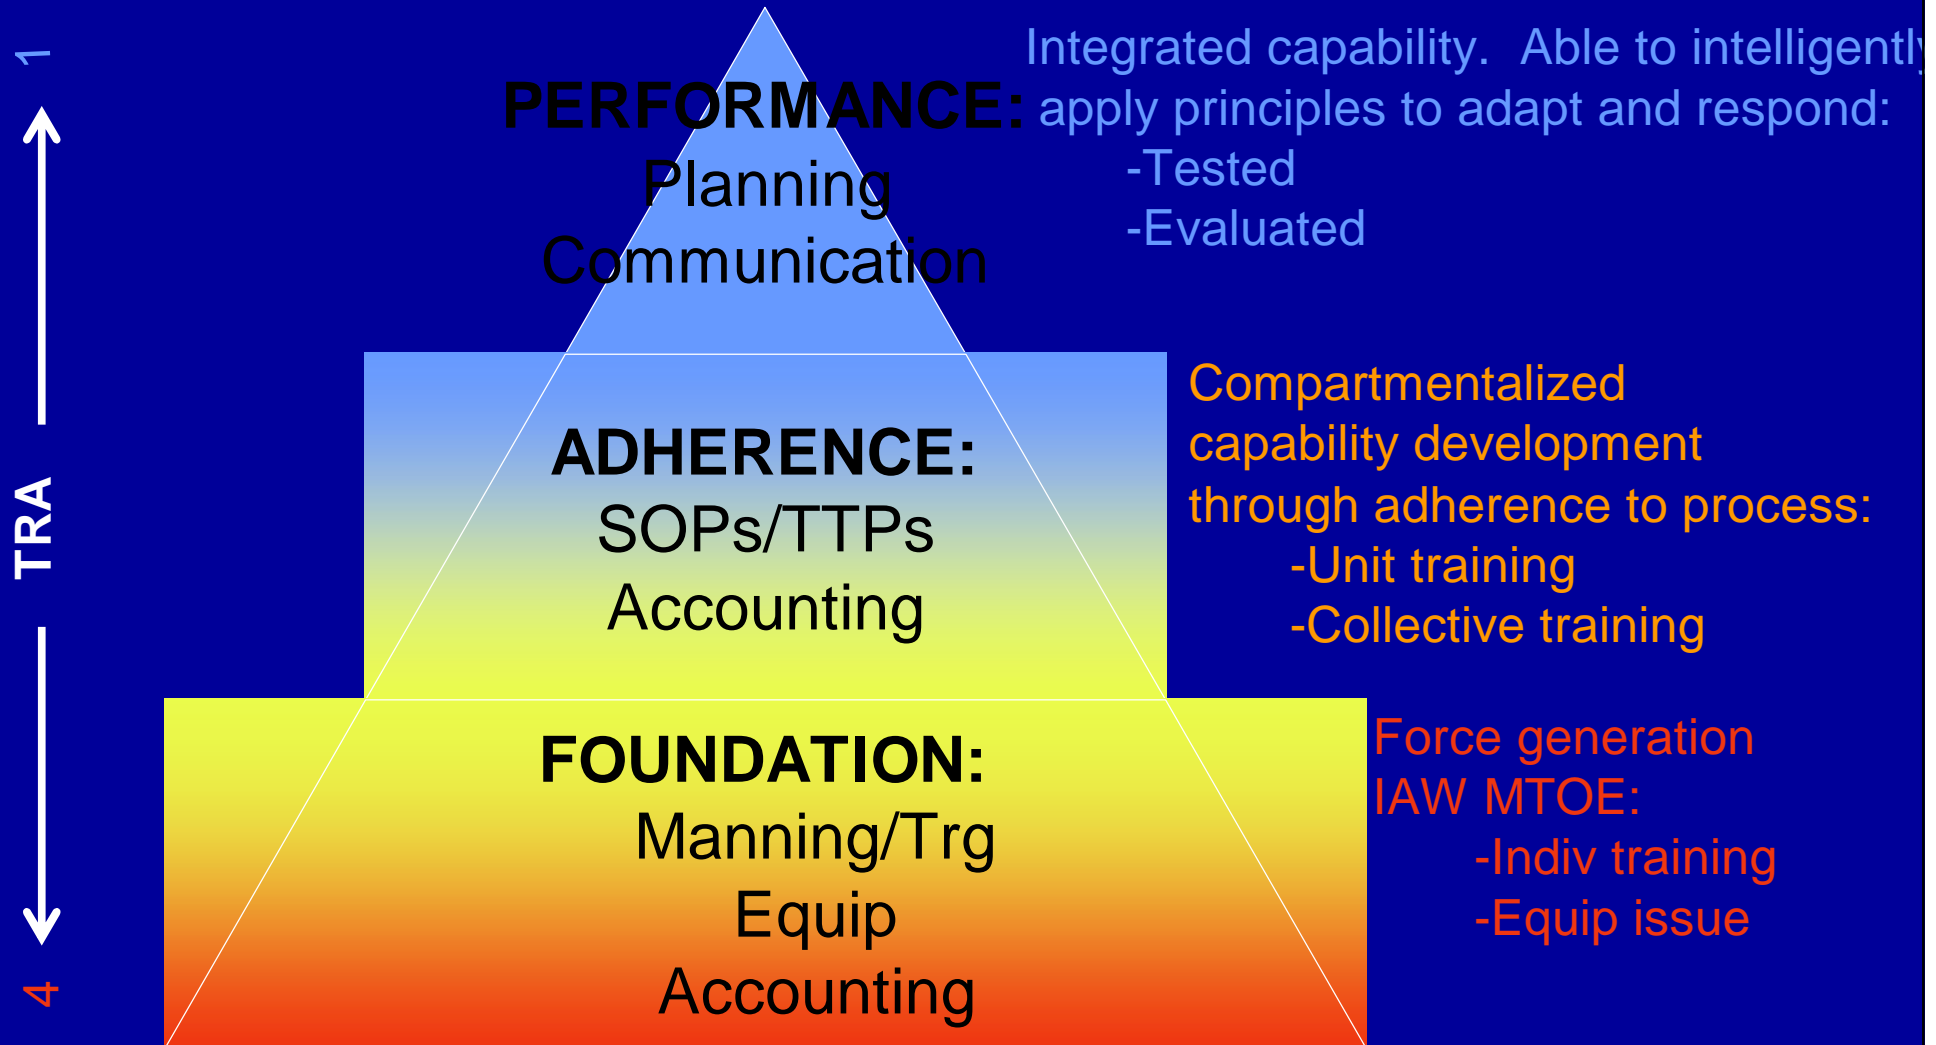 1
TRA
4
PERFORMANCE:
Planning
Communication
Integrated capability.  Able to intelligently
apply principles to adapt and respond:
-Tested
-Evaluated
ADHERENCE:
SOPs/TTPs
Accounting
Compartmentalized
capability development
through adherence to process:
-Unit training
-Collective training
FOUNDATION:
Manning/Trg
Equip
Accounting
Force generation
IAW MTOE:
-Indiv training
-Equip issue